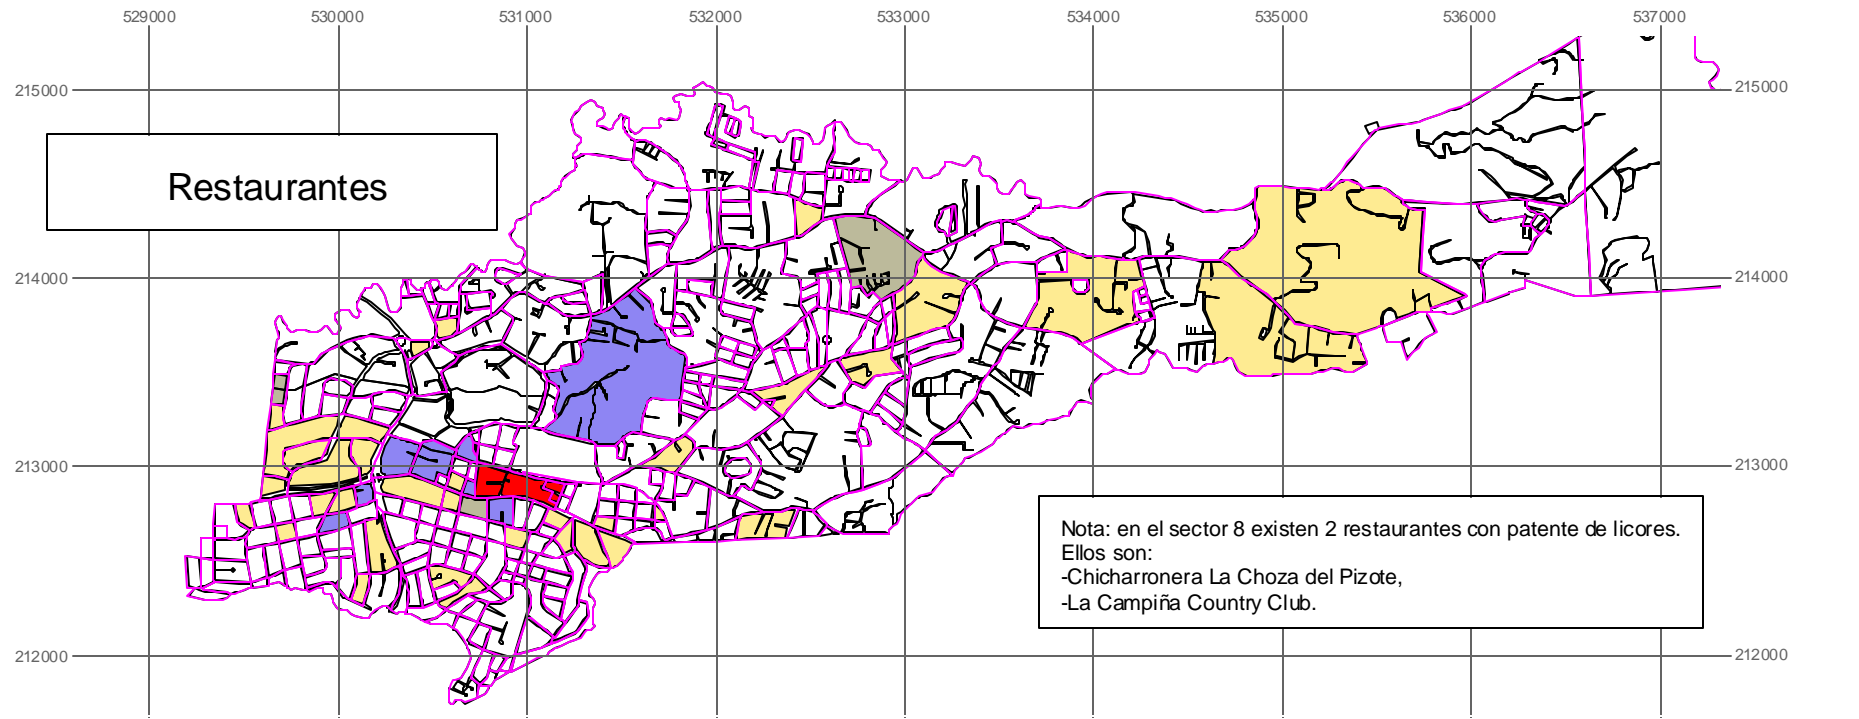 529000 530000 531000 532000 533000 534000 535000 536000 537000
215000 215000
Restaurantes
214000 214000
213000 213000
Nota: en el sector 8 existen 2 restaurantes con patente de licores.
Ellos son:
-Chicharronera La Choza del Pizote,
-La Campiña Country Club.
212000 212000